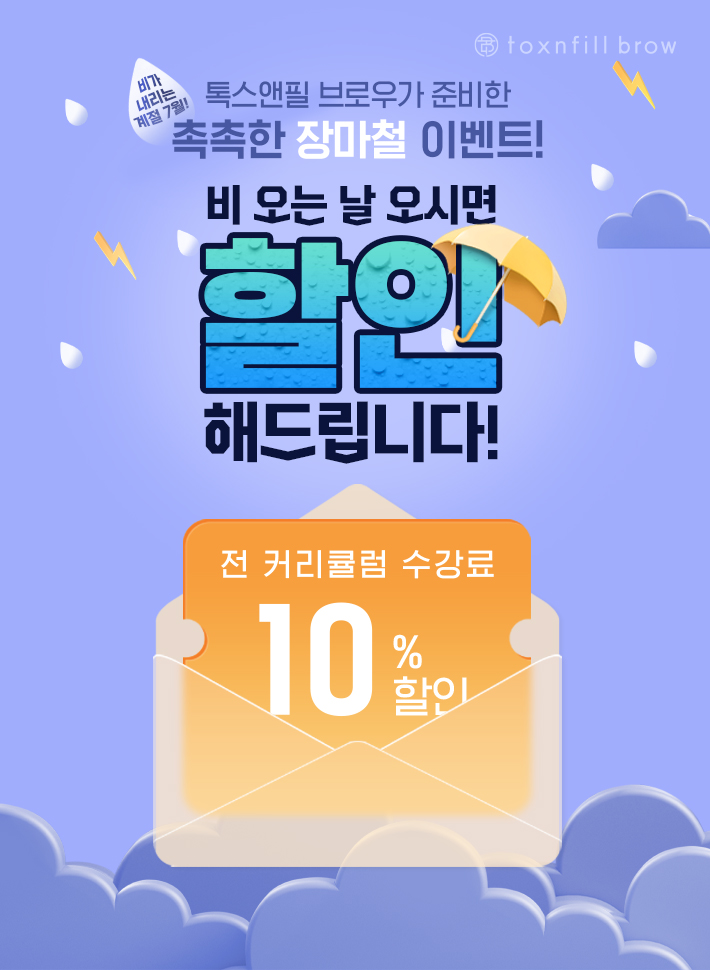 toxnfill brow
비가
내리는
계절 7월!
톡스앤필 브로우가 준비한
촉촉한 장마철 이벤트!
비 오는 날 오시면
할인
해드립니다!
전 커리큘럼 수강료
10%
할인